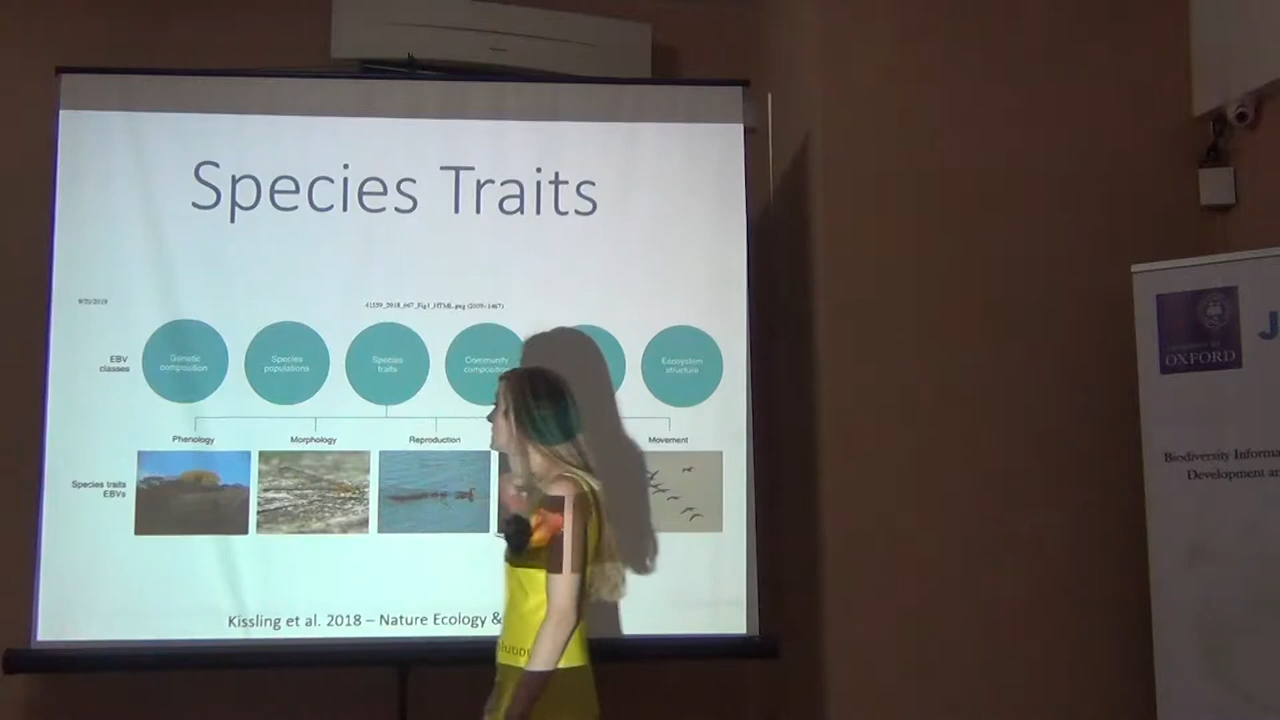 Species Traits
9/20/2019
41559_2018_667_Fig1_HTML.png (2009×1467)
EBV
classes
Genetic
composition
Species
populations
Species
traits
Community
composition
Ecosystem
structure
Phenology
Morphology
Reproduction
Movement
Species traits
EBVs
Kissling et al. 2018 – Nature Ecology &
OXFORD
J
Biodiversity Informa
Development an